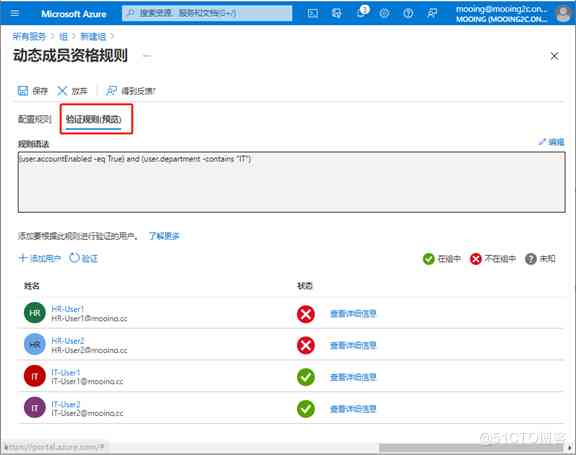 Microsoft Azure
搜索资源、服务和文档(G+/)
3
mooing@mooing2c.on...
MOOING (MOOING2C.ON...
所有服务 > 组 > 新建组 >
动态成员资格规则 ...
保存 放弃 得到反馈?
配置规则 验证规则(预览)
规则语法 编辑
(user.accountEnabled -eq True) and (user.department -contains "IT")
添加要根据此规则进行验证的用户。 了解更多
添加用户 验证 在组中 不在组中 未知
姓名 状态
HR HR-User1
HR-User1@mooing.cc
查看详细信息
HR HR-User2
HR-User2@mooing.cc
查看详细信息
IT IT-User1
IT-User1@mooing.cc
查看详细信息
IT IT-User2
IT-User2@mooing.cc
查看详细信息
https://portal.azure.com/#
@51CTO博客